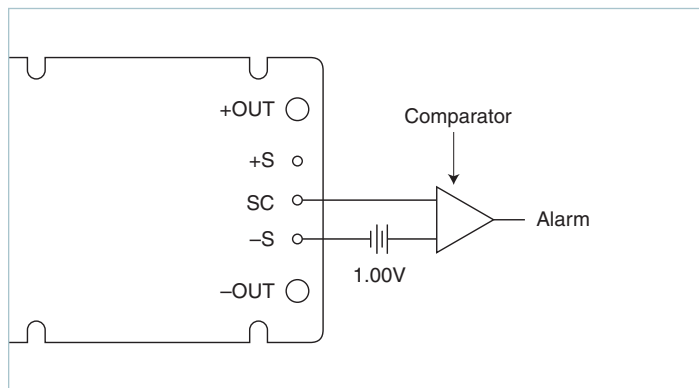 +OUT
Comparator
+S
SC
Alarm
–S
1.00V
–OUT